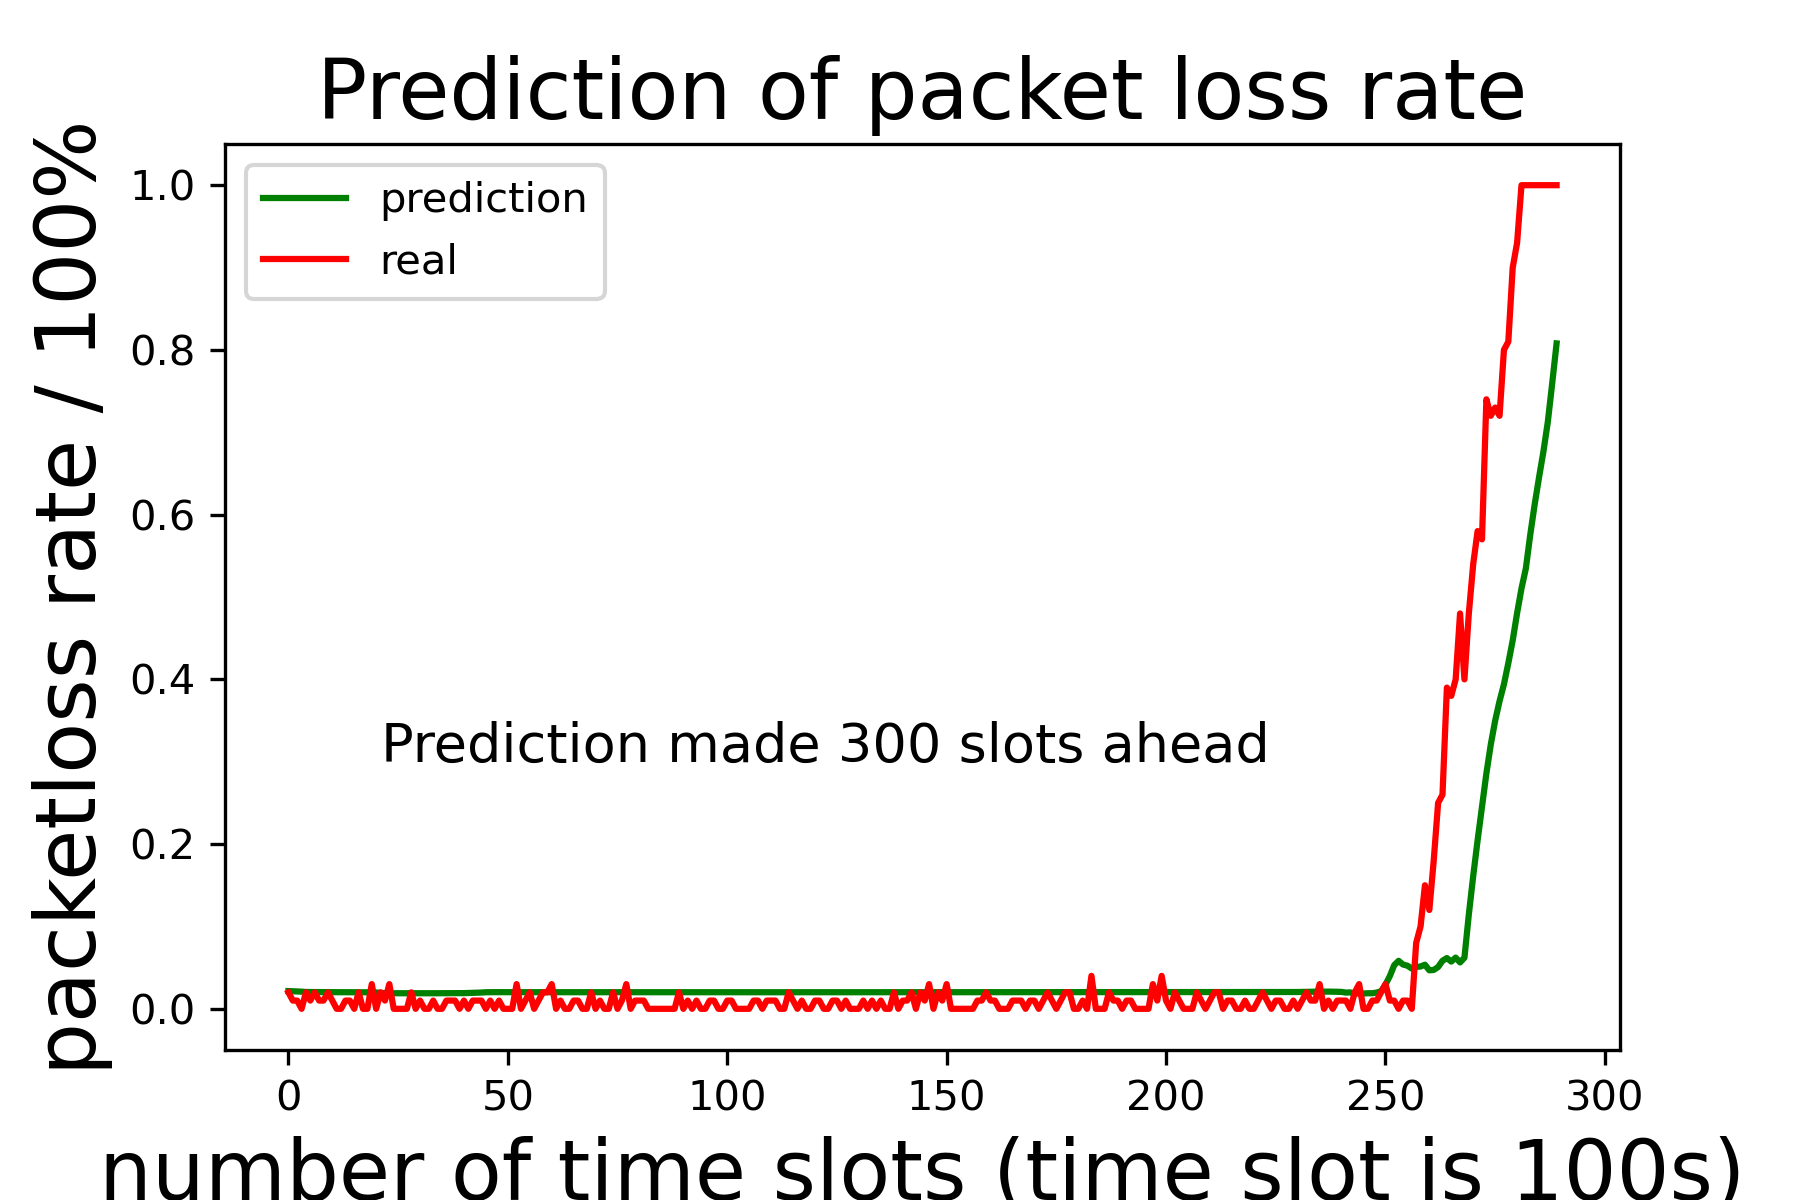 Prediction of packet loss rate
packetloss rate / 100%
1.0
0.8
0.6
0.4
0.2
0.0
prediction
real
Prediction made 300 slots ahead
0 50 100 150 200 250 300
number of time slots (time slot is 100s)